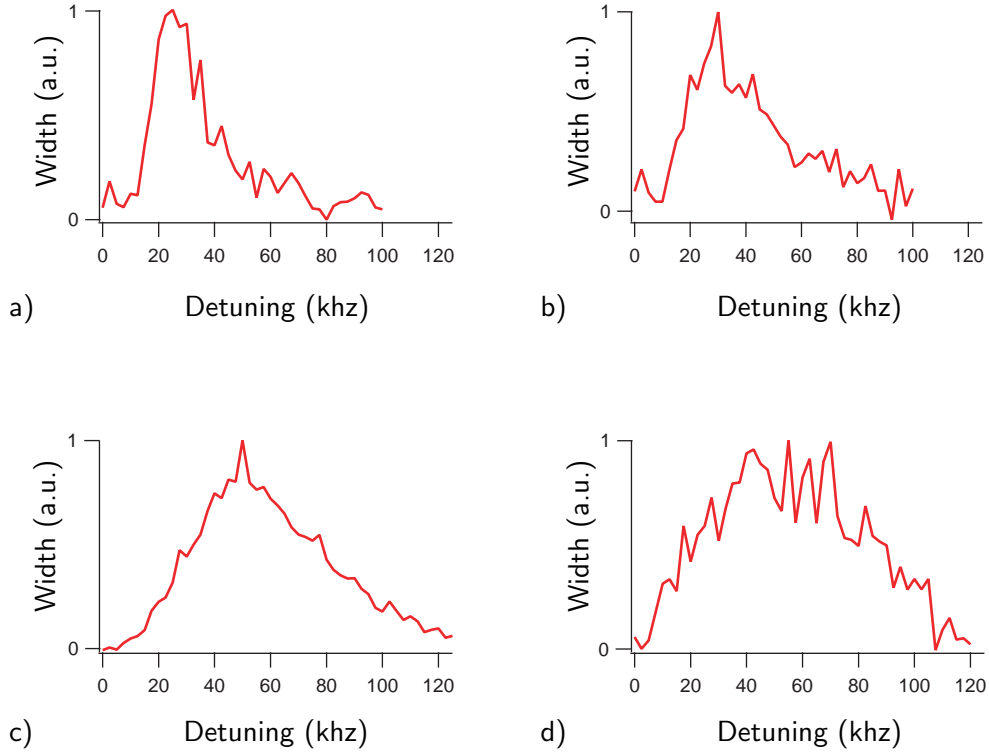 1
0
Width (a.u.)
0 20 40 60 80 100 120
a) Detuning (khz)
1
0
Width (a.u.)
0 20 40 60 80 100 120
b) Detuning (khz)
1
0
Width (a.u.)
0 20 40 60 80 100 120
c) Detuning (khz)
1
0
Width (a.u.)
0 20 40 60 80 100 120
d) Detuning (khz)